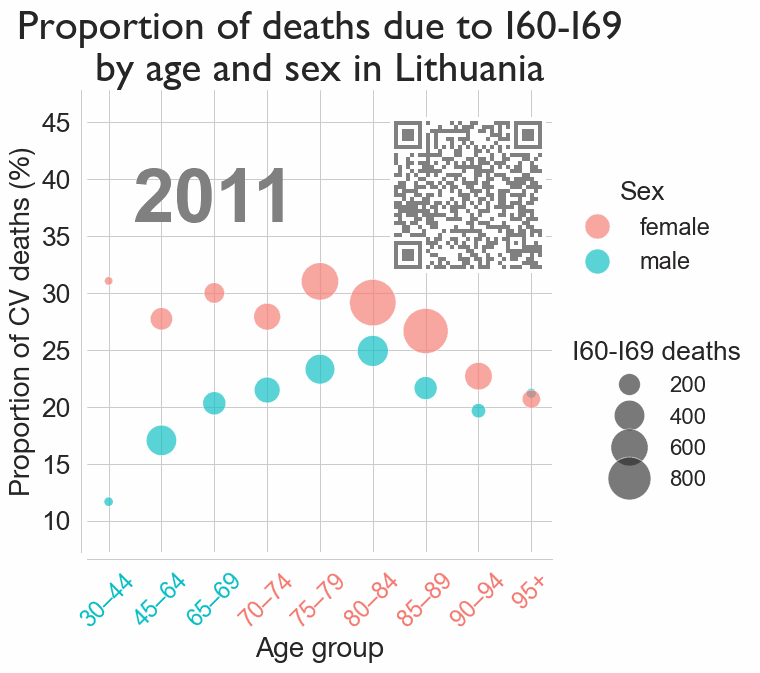 Proportion of deaths due to I60-I69
by age and sex in Lithuania
Proportion of CV deaths (%)
45
40
35
30
25
20
15
10
2011
30–44
45–64
65–69
70–74
75–79
80–84
85–89
90–94
95+
Age group
Sex
female
male
I60-I69 deaths
200
400
600
800